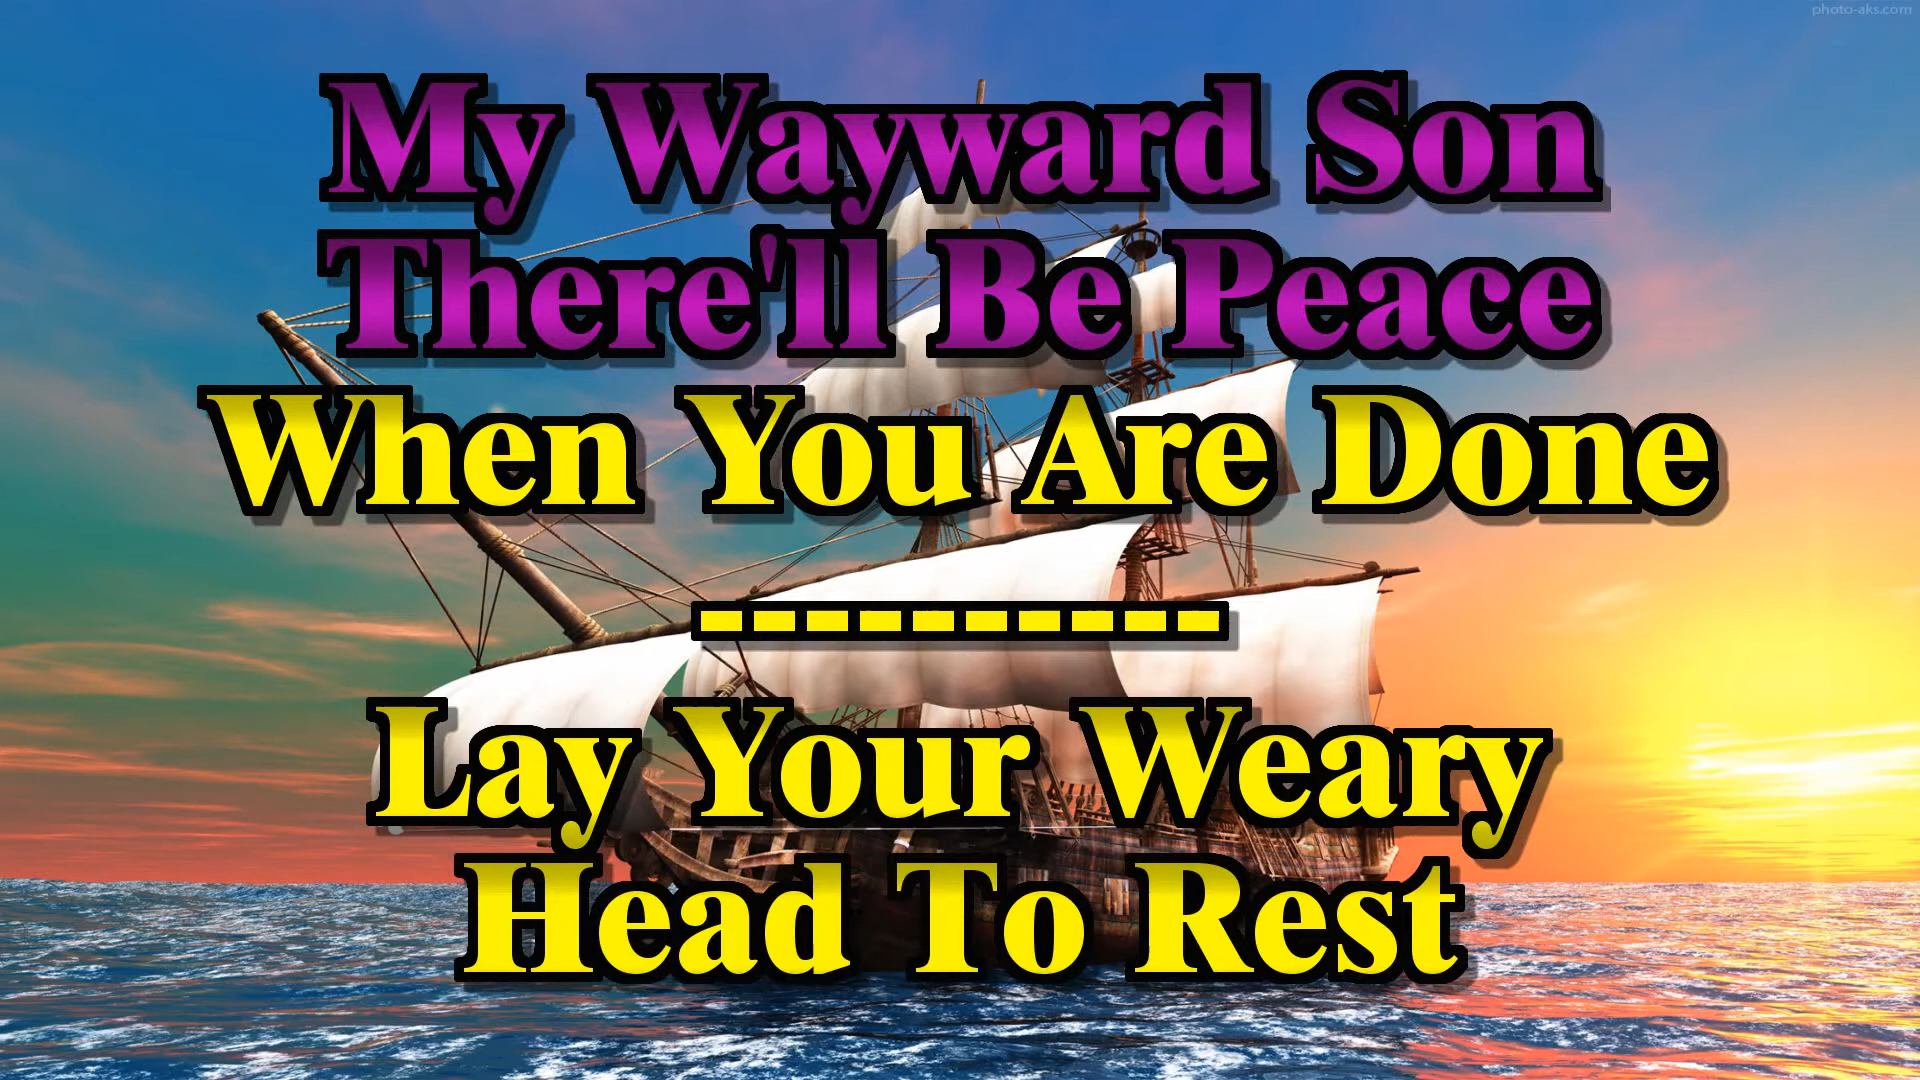 photo-aks.com
My Wayward Son
There'll Be Peace
When You Are Done
----------
Lay Your Weary
Head To Rest